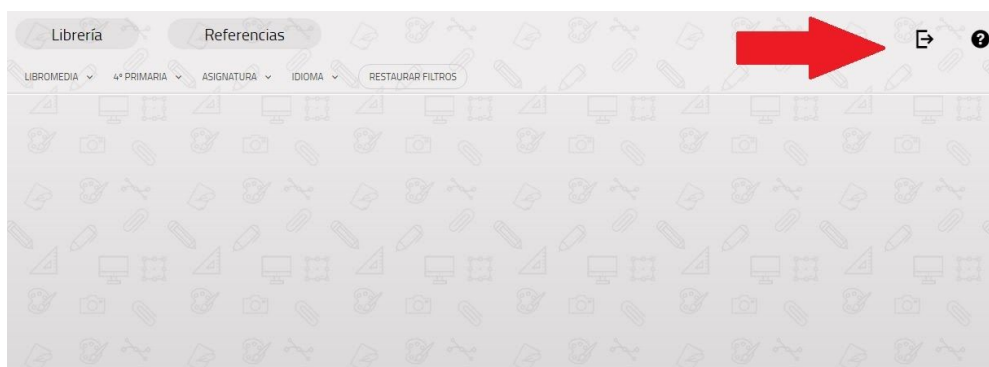 Librería Referencias
LIBROMEDIA 4º PRIMARIA ASIGNATURA IDIOMA RESTAURAR FILTROS